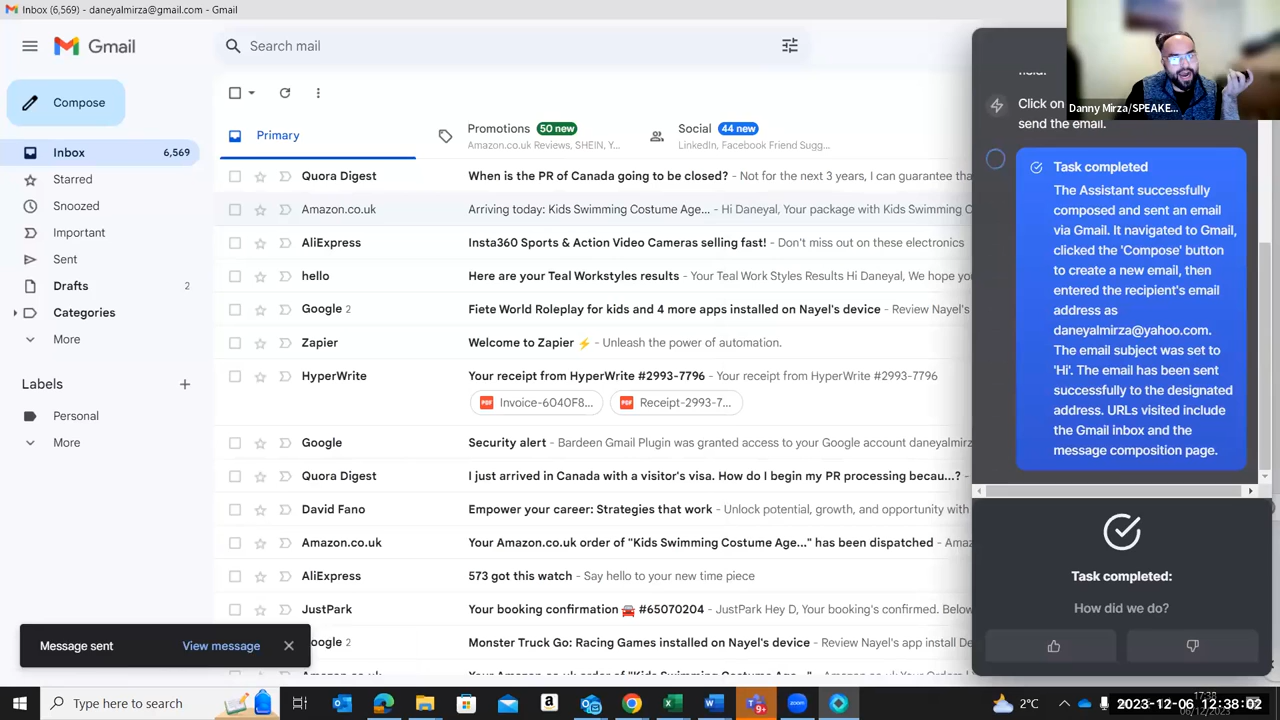 Inbox (6,569) - daneyalmirza@gmail.com - Gmail
Gmail
Search mail
Compose
Inbox 6,569
Starred
Snoozed
Important
Sent
Drafts 2
Categories
More
Labels
Personal
More
Primary
Promotions 50 new
Amazon.co.uk Reviews, SHEIN, Y...
Social 44 new
LinkedIn, Facebook Friend Sugg...
Quora Digest When is the PR of Canada going to be closed? - Not for the next 3 years, I can guarantee tha
Amazon.co.uk Arriving today: Kids Swimming Costume Age... - Hi Daneyal, Your package with Kids Swimming C
AliExpress Insta360 Sports & Action Video Cameras selling fast! - Don't miss out on these electronics
hello Here are your Teal Workstyles results - Your Teal Work Styles Results Hi Daneyal, We hope you
Google 2 Fiete World Roleplay for kids and 4 more apps installed on Nayel's device - Review Nayel's
Zapier Welcome to Zapier ⚡ - Unleash the power of automation.
HyperWrite Your receipt from HyperWrite #2993-7796 - Your receipt from HyperWrite #2993-7796
PDF Invoice-6040F8... PDF Receipt-2993-7...
Google Security alert - Bardeen Gmail Plugin was granted access to your Google account daneyalmirz
Quora Digest I just arrived in Canada with a visitor's visa. How do I begin my PR processing becau...? -
David Fano Empower your career: Strategies that work - Unlock potential, growth, and opportunity with
Amazon.co.uk Your Amazon.co.uk order of "Kids Swimming Costume Age..." has been dispatched - Amaz
AliExpress 573 got this watch - Say hello to your new time piece
JustPark Your booking confirmation 🚘 #65070204 - JustPark Hey D, Your booking's confirmed. Below
oogle 2 Monster Truck Go: Racing Games installed on Nayel's device - Review Nayel's app install De
Message sent View message
Danny Mirza/SPEAKE...
Click on
send the email.
Task completed
The Assistant successfully
composed and sent an email
via Gmail. It navigated to Gmail,
clicked the 'Compose' button
to create a new email, then
entered the recipient's email
address as
daneyalmirza@yahoo.com.
The email subject was set to
'Hi'. The email has been sent
successfully to the designated
address. URLs visited include
the Gmail inbox and the
message composition page.
Task completed:
How did we do?
Type here to search
9+
2°C
17:38
06/12/2023
2023-12-06 12:38:02